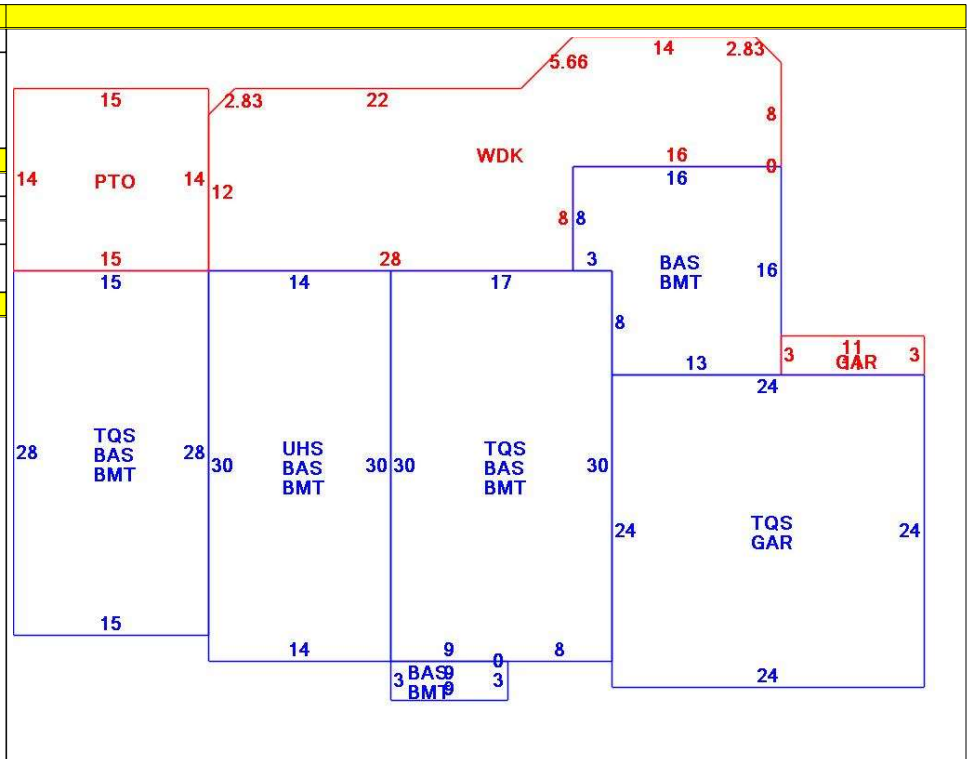 14 2.83
5.66
15 2.83 22
8
WDK 16 0
16
14 PTO 14 12
8 8
15 28 3
15 14 17
BAS 16
BMT
8
3 11 3
11
GAR
13
24
TQS
BAS
BMT
28 28
UHS
BAS
BMT
30 30
TQS
BAS
BMT
30 30
TQS
GAR
24 24
15
14 9 0 8
3 BAS 9 3
BMT 9
24